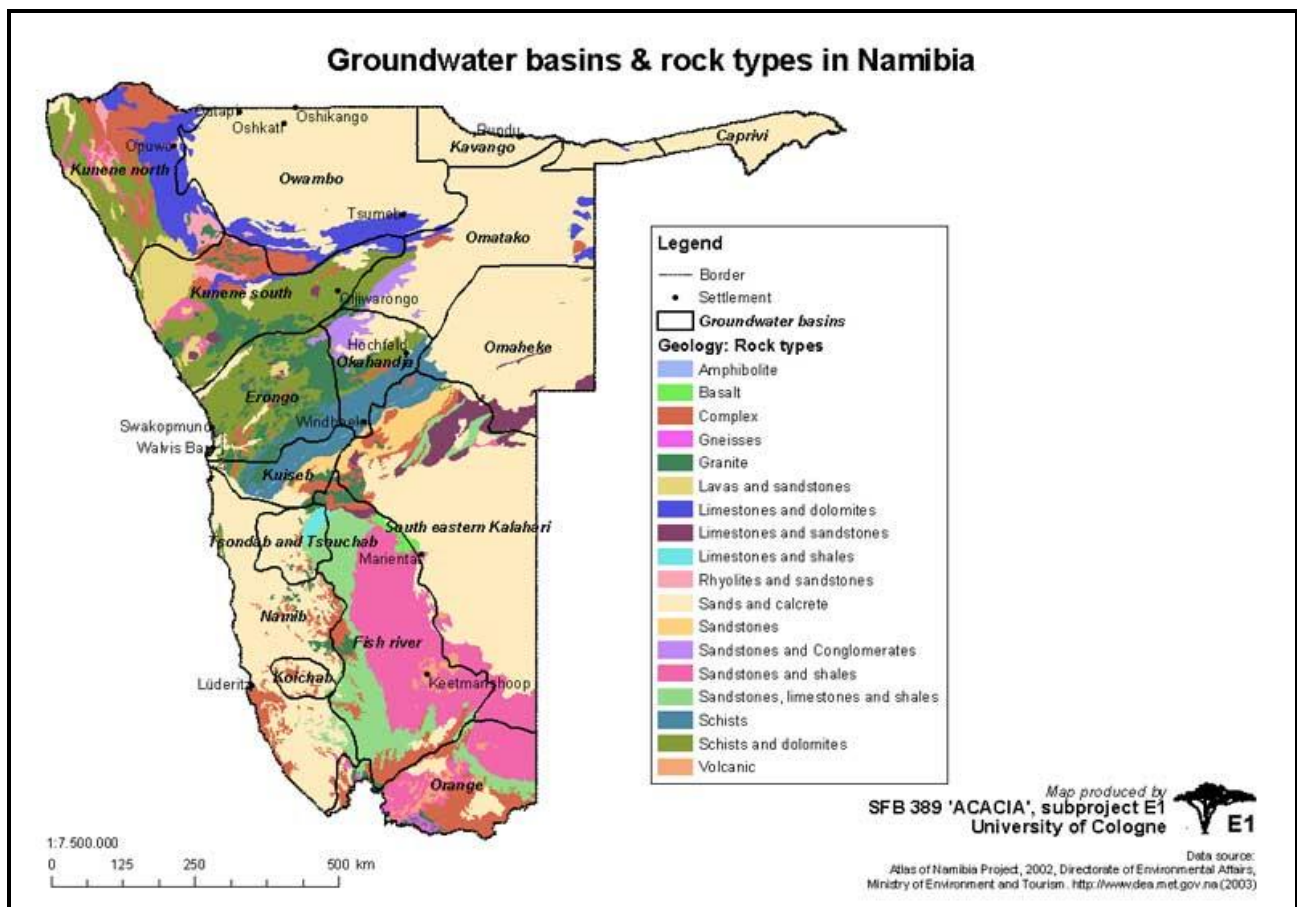 Groundwater basins & rock types in Namibia
Oshikango
Oshkati
Rundu
Caprivi
Kavango
Opuwo
Kunene north
Owambo
Tsumeb
Omatako
Kunene south
Otjiwarongo
Hochfeld
Okahandja
Omaheke
Erongo
Swakopmund
Windhoek
Walvis Bay
Kuiseb
South eastern Kalahari
Tsondab and Tsauchab
Mariental
Namib
Fish river
Koichab
Lüderitz
Keetmanshoop
Orange
Legend
Border
Settlement
Groundwater basins
Geology: Rock types
Amphibolite
Basalt
Complex
Gneisses
Granite
Lavas and sandstones
Limestones and dolomites
Limestones and sandstones
Limestones and shales
Rhyolites and sandstones
Sands and calcrete
Sandstones
Sandstones and Conglomerates
Sandstones and shales
Sandstones, limestones and shales
Schists
Schists and dolomites
Volcanic
1:7.500.000
0 125 250 500 km
Map produced by
SFB 389 'ACACIA', subproject E1
University of Cologne
E1
Data source:
Atlas of Namibia Project, 2002, Directorate of Environmental Affairs,
Ministry of Environment and Tourism. http://www.dea.met.gov.na (2003)